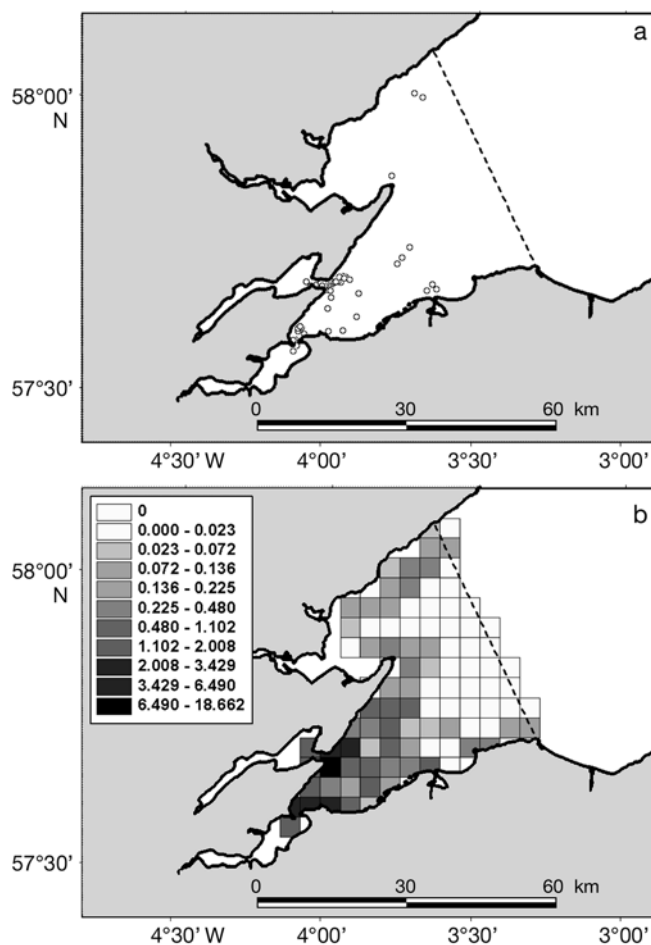 a
58°00’
N
57°30’
0 30 60 km
4°30’ W 4°00’ 3°30’ 3°00’
b
0
0.000 - 0.023
0.023 - 0.072
0.072 - 0.136
0.136 - 0.225
0.225 - 0.480
0.480 - 1.102
1.102 - 2.008
2.008 - 3.429
3.429 - 6.490
6.490 - 18.662
58°00’
N
57°30’
0 30 60 km
4°30’ W 4°00’ 3°30’ 3°00’